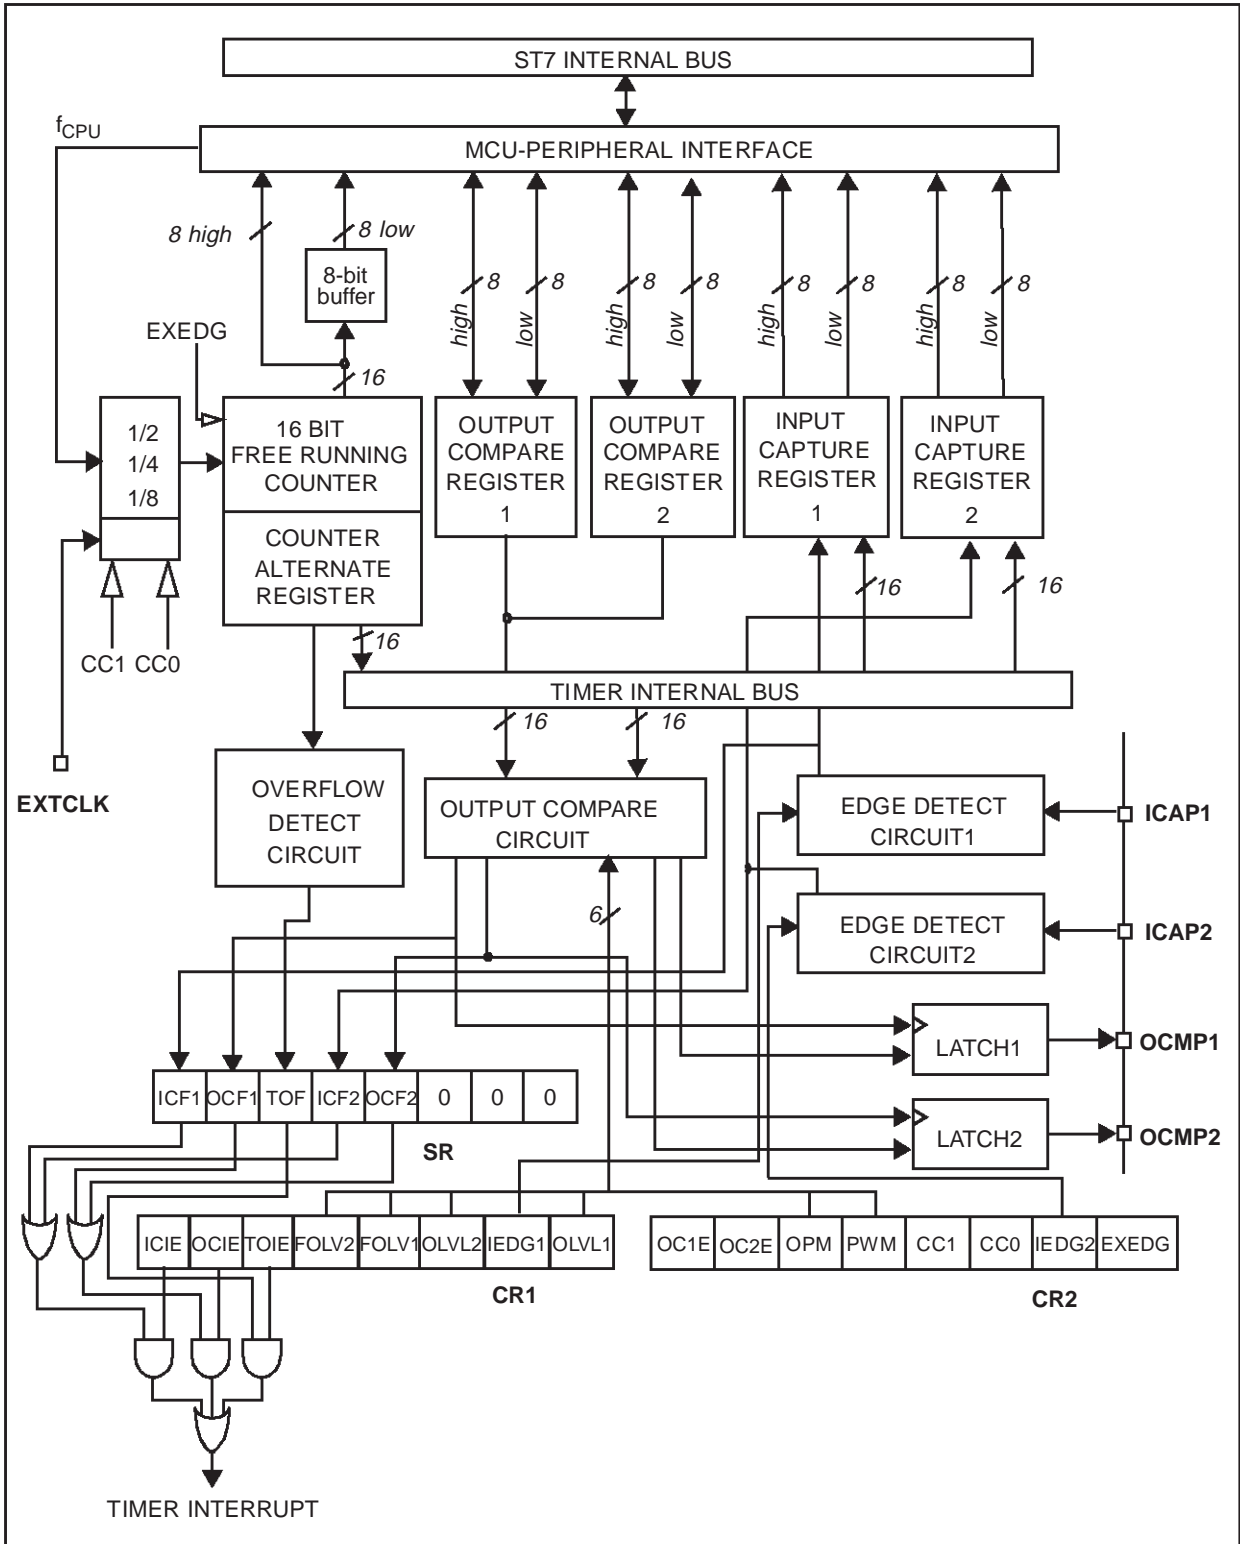 ST7 INTERNAL BUS
fCPU
MCU-PERIPHERAL INTERFACE
8 high
8 low
8-bit
buffer
8
8
8
8
8
8
8
8
high
low
high
low
high
low
high
low
EXEDG
16
1/2
1/4
1/8
16 BIT
FREE RUNNING
COUNTER
COUNTER
ALTERNATE
REGISTER
OUTPUT
COMPARE
REGISTER
1
OUTPUT
COMPARE
REGISTER
2
INPUT
CAPTURE
REGISTER
1
INPUT
CAPTURE
REGISTER
2
16
16
CC1
CC0
16
TIMER INTERNAL BUS
16
16
EXTCLK
OVERFLOW
DETECT
CIRCUIT
OUTPUT COMPARE
CIRCUIT
EDGE DETECT
CIRCUIT1
ICAP1
6
EDGE DETECT
CIRCUIT2
ICAP2
LATCH1
OCMP1
LATCH2
OCMP2
ICF1 OCF1 TOF ICF2 OCF2 0 0 0
SR
ICIE OCIE TOIE FOLV2 FOLV1 OLVL2 IEDG1 OLVL1
CR1
OC1E OC2E OPM PWM CC1 CC0 IEDG2 EXEDG
CR2
TIMER INTERRUPT